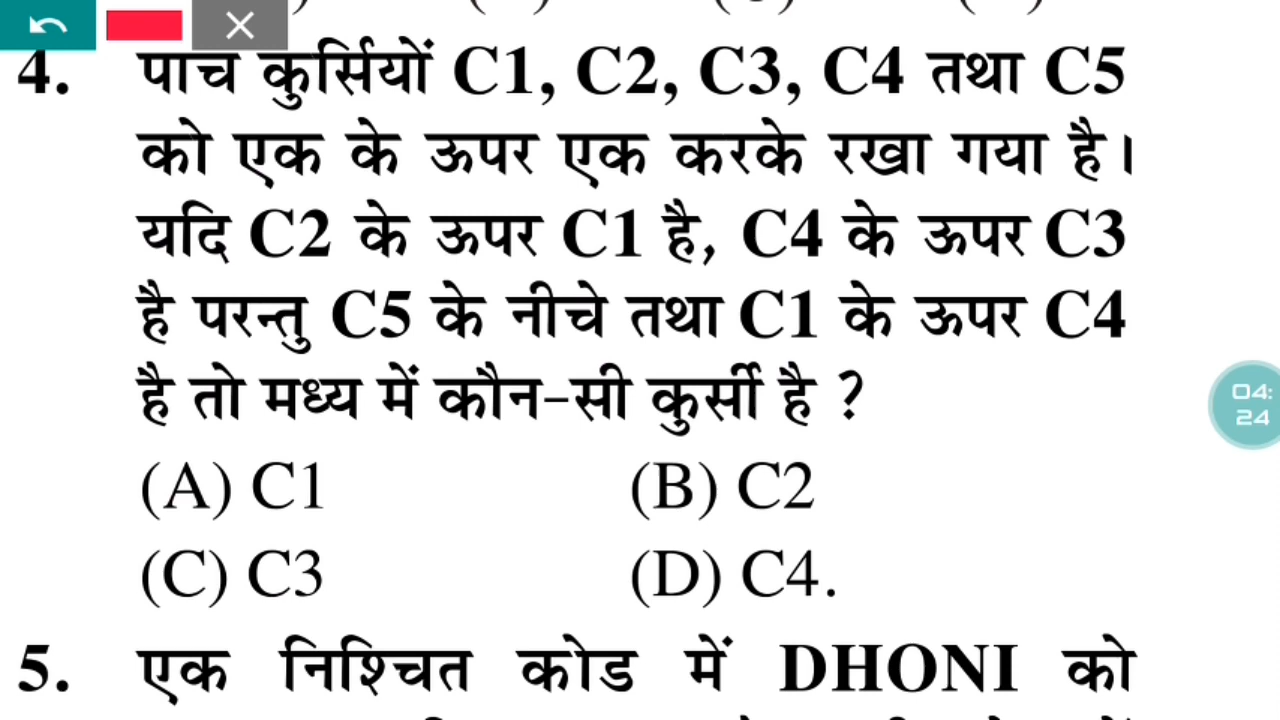 4. पाँच कुर्सियों C1, C2, C3, C4 तथा C5
को एक के ऊपर एक करके रखा गया है।
यदि C2 के ऊपर C1 है, C4 के ऊपर C3
है परन्तु C5 के नीचे तथा C1 के ऊपर C4
है तो मध्य में कौन-सी कुर्सी है ?
(A) C1 (B) C2
(C) C3 (D) C4.
04:
24
5. एक निश्चित कोड में DHONI को